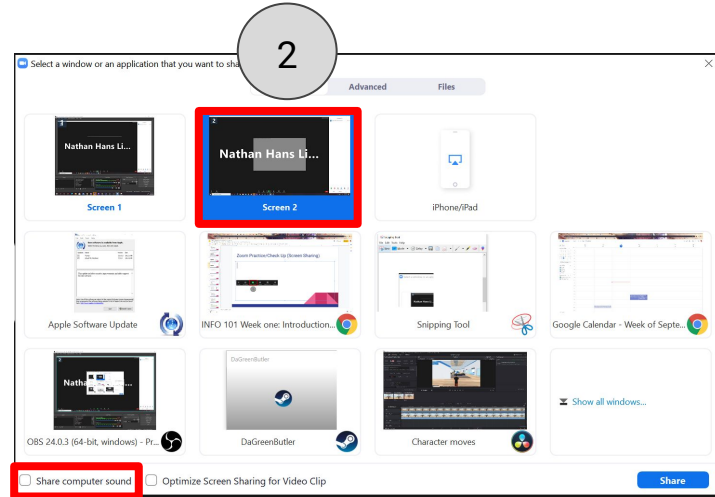 2
Select a window or an application that you want to sha
Advanced
Files
Nathan Hans Li...
2
Nathan Hans Li...
Screen 1
Screen 2
iPhone/iPad
Zoom Practice/Check Up (Screen Sharing)
Apple Software Update
INFO 101 Week one: Introduction...
Snipping Tool
Google Calendar - Week of Septe...
Nath
DaGreenButler
OBS 24.0.3 (64-bit, windows) - Pr...
DaGreenButler
Character moves
Show all windows...
Share computer sound
Optimize Screen Sharing for Video Clip
Share